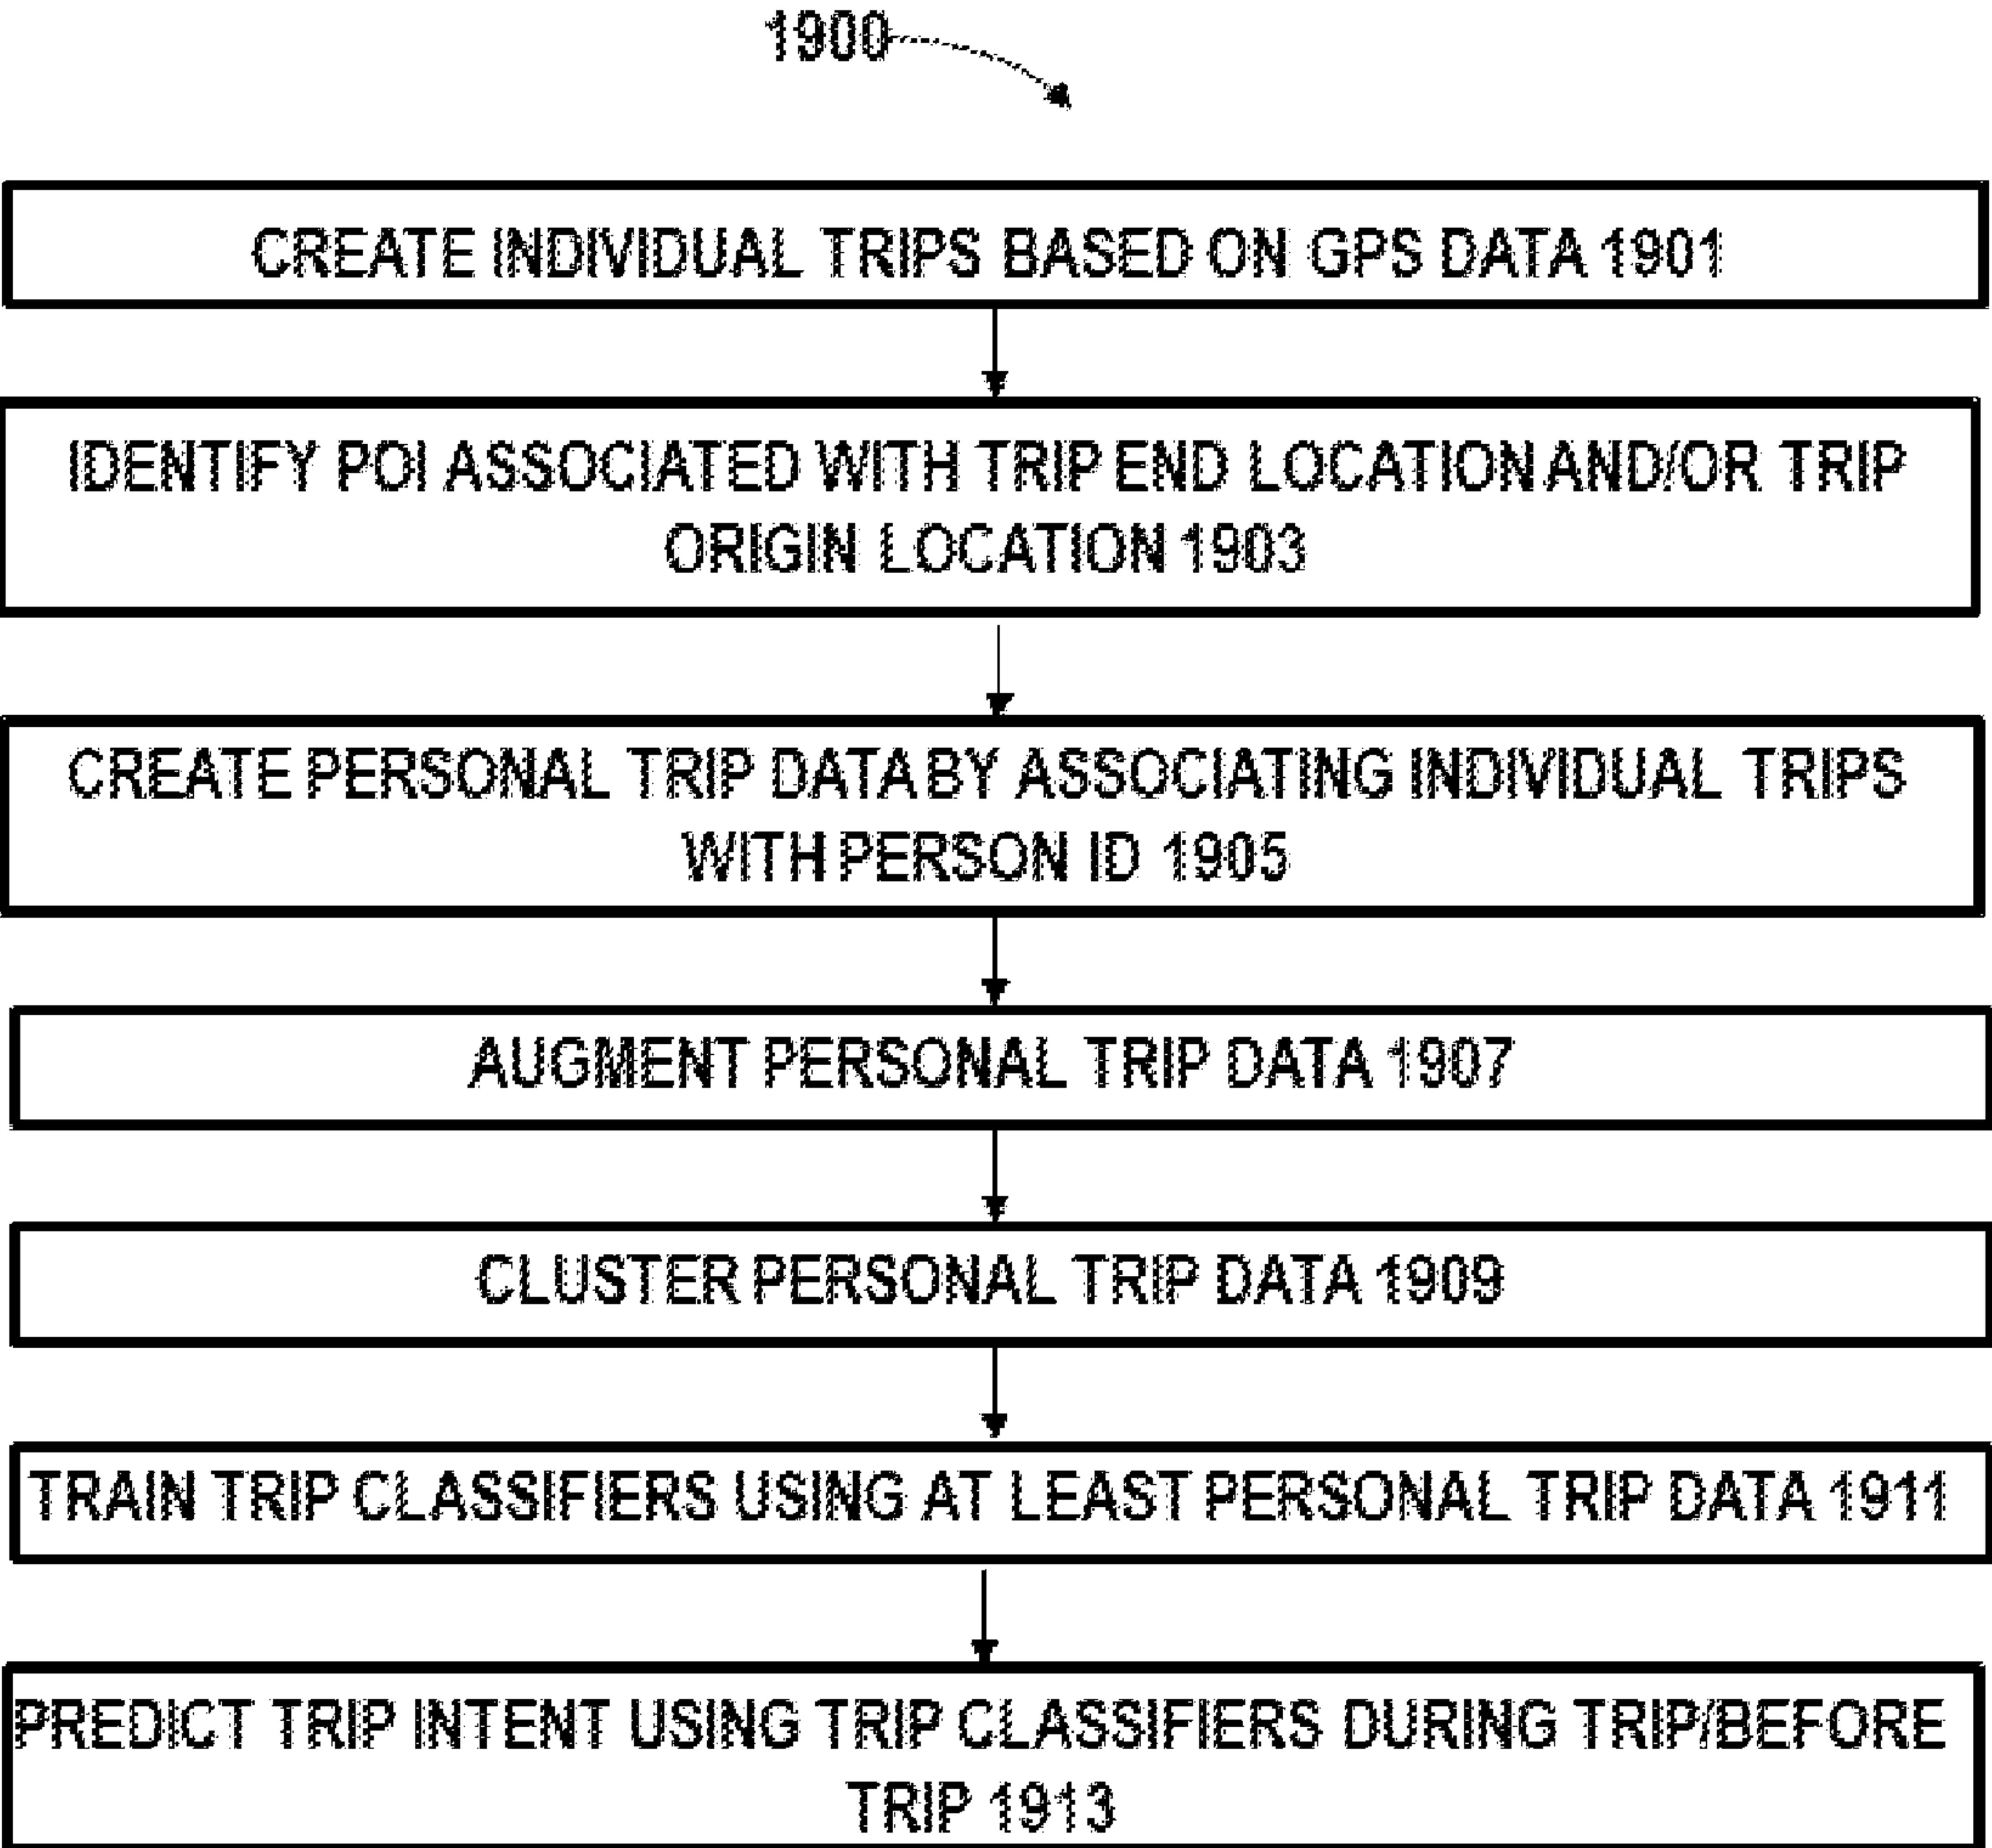 1900
CREATE INDIVIDUAL TRIPS BASED ON GPS DATA 1901
IDENTIFY POI ASSOCIATED WITH TRIP END LOCATION AND/OR TRIP
ORIGIN LOCATION 1903
CREATE PERSONAL TRIP DATA BY ASSOCIATING INDIVIDUAL TRIPS
WITH PERSON ID 1905
AUGMENT PERSONAL TRIP DATA 1907
CLUSTER PERSONAL TRIP DATA 1909
TRAIN TRIP CLASSIFIERS USING AT LEAST PERSONAL TRIP DATA 1911
PREDICT TRIP INTENT USING TRIP CLASSIFIERS DURING TRIP/BEFORE
TRIP 1913